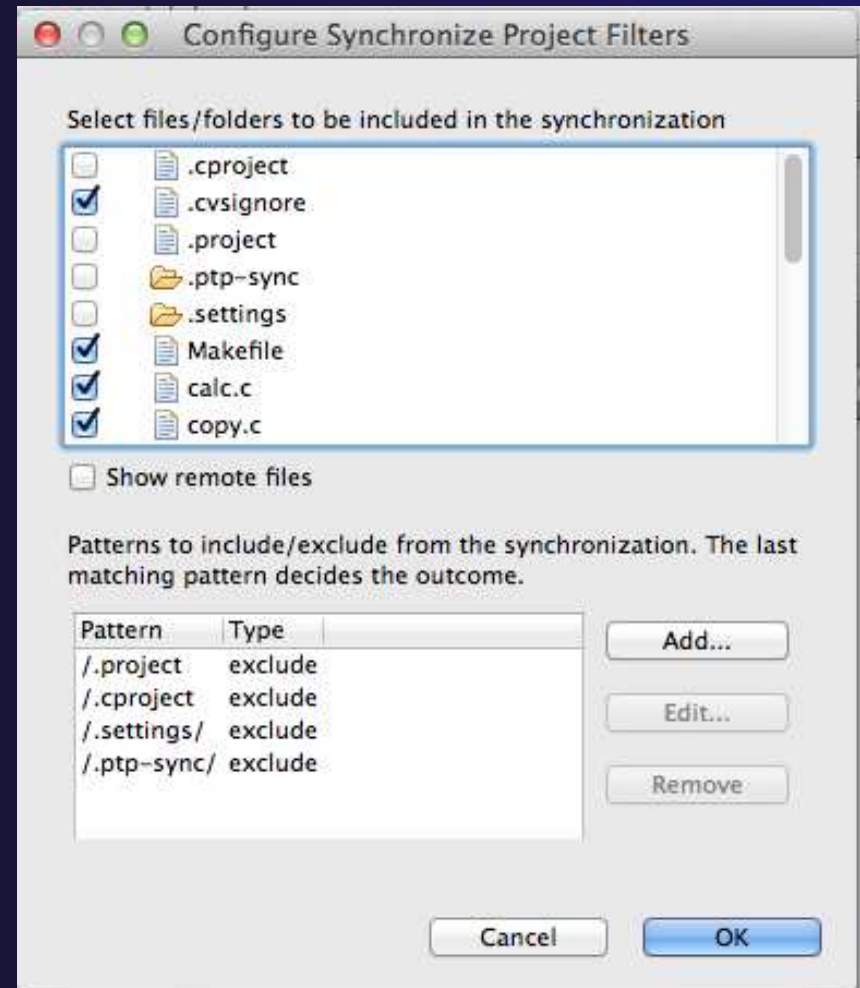 Configure Synchronize Project Filters
Select files/folders to be included in the synchronization
.cproject
.cvsignore
.project
.ptp-sync
.settings
Makefile
calc.c
copy.c
Show remote files
Patterns to include/exclude from the synchronization. The last
matching pattern decides the outcome.
Pattern Type
/.project exclude
/.cproject exclude
/.settings/ exclude
/.ptp-sync/ exclude
Add...
Edit...
Remove
Cancel OK